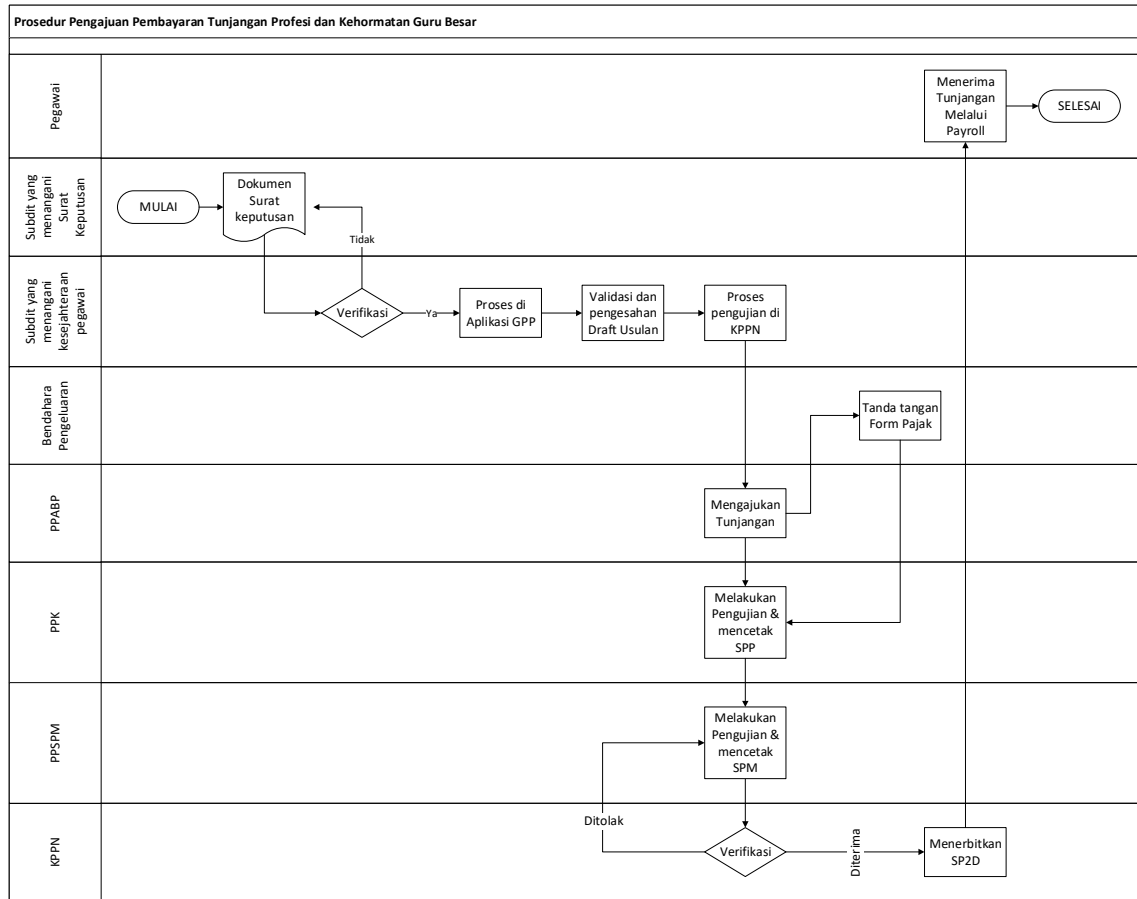 Prosedur Pengajuan Pembayaran Tunjangan Profesi dan Kehormatan Guru Besar
Pegawai
Menerima
Tunjangan
Melalui
Payroll
SELESAI
Subdit yang
menangani
Surat
Keputusan
MULAI
Dokumen
Surat
keputusan
Tidak
Subdit yang
menangani
kesejahteraan
pegawai
Verifikasi
Ya
Proses di
Aplikasi GPP
Validasi dan
pengesahan
Draft Usulan
Proses
pengujian di
KPPN
Bendahara
Pengeluaran
Tanda tangan
Form Pajak
PPABP
Mengajukan
Tunjangan
PPK
Melakukan
Pengujian &
mencetak
SPP
PPSPM
Melakukan
Pengujian &
mencetak
SPM
KPPN
Ditolak
Verifikasi
Diterima
Menerbitkan
SP2D